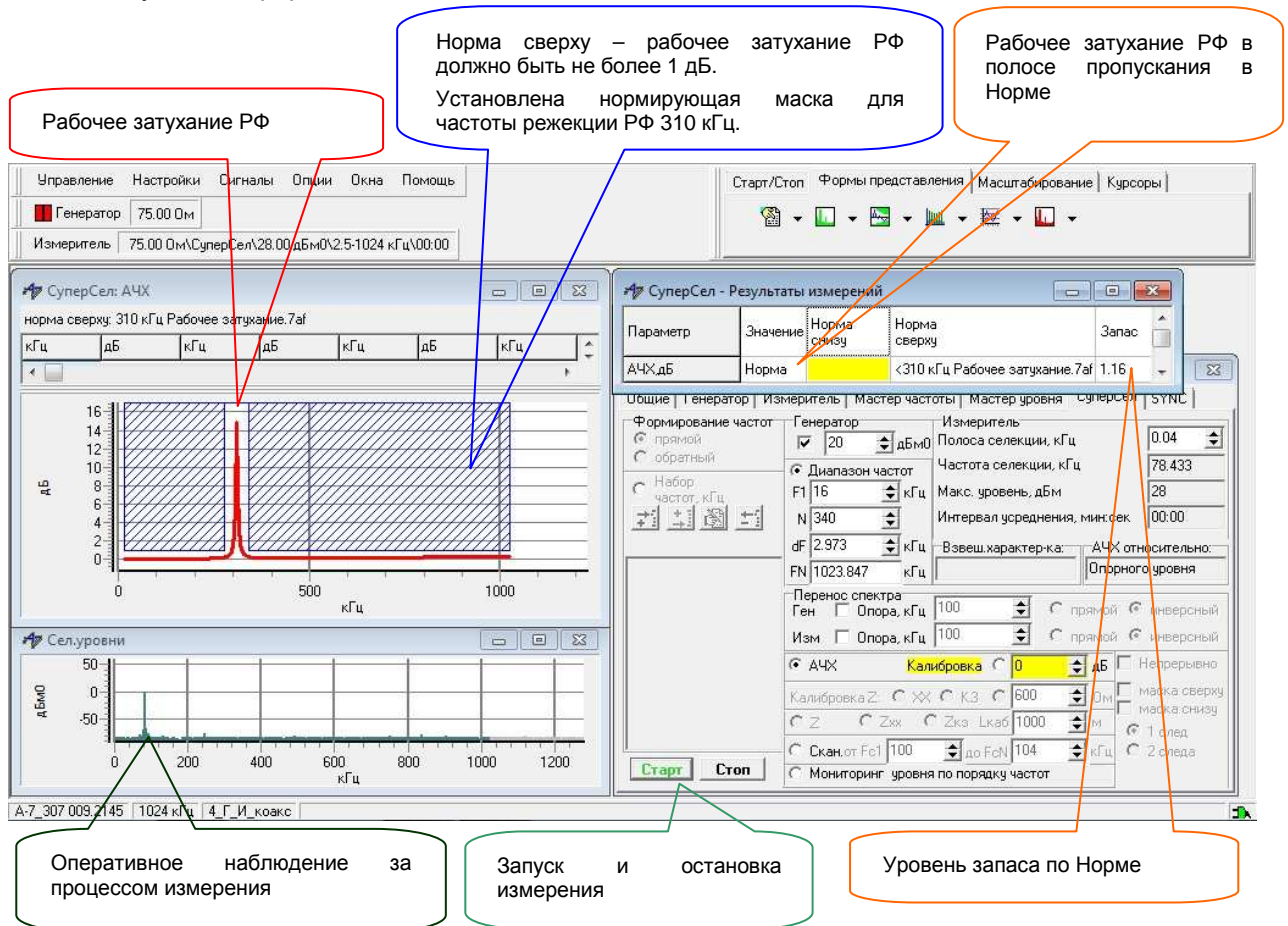 Норма сверху – рабочее затухание РФ
должно быть не более 1 дБ.
Установлена нормирующая маска для
частоты режекции РФ 310 кГц.
Рабочее затухание РФ в
полосе пропускания в
Норме
Рабочее затухание РФ
Управление Настройки Сигналы Опции Окна Помощь
Генератор 75.00 Ом
Измеритель 75.00 Ом\СуперСел\28.00 дБм0\2.5-1024 кГц\00:00
Старт/Стоп Формы представления Масштабирование Курсоры
СуперСел: АЧХ
норма сверху: 310 кГц Рабочее затухание.7af
кГц дБ кГц дБ кГц дБ кГц
16
14
12
10
8
6
4
2
0
дБ
0 500 1000
кГц
Сел.уровни
50
0
-50
дБм0
0 200 400 600 800 1000 1200
кГц
СуперСел - Результаты измерений
Параметр Значение Норма снизу Норма сверху Запас
АЧХ,дБ Норма <310 кГц Рабочее затухание.7af 1.16
Общие Генератор Измеритель Мастер частоты Мастер уровня СуперСел SYNC
Формирование частот
прямой
обратный
Набор
частот, кГц
Генератор
20 дБм0
Диапазон частот
F1 16 кГц
N 340
dF 2.973 кГц
FN 1023.847 кГц
Измеритель
Полоса селекции, кГц 0.04
Частота селекции, кГц 78.433
Макс. уровень, дБм 28
Интервал усреднения, мин:сек 00:00
Взвеш.характер-ка: АЧХ относительно:
Опорного уровня
Перенос спектра
Ген Опора, кГц 100 прямой инверсный
Изм Опора, кГц 100 прямой инверсный
АЧХ Калибровка 0 дБ Непрерывно
Калибровка Z: XX КЗ 600 Ом маска сверху
маска снизу
Z Zхх Zкз Lкаб 1000 м 1 след
Скан.от Fc1 100 до FcN 104 кГц 2 следа
Мониторинг уровня по порядку частот
Старт Стоп
А-7_307 009.2145 1024 кГц 4_Г_И_коакс
Оперативное наблюдение за
процессом измерения
Запуск и остановка
измерения
Уровень запаса по Норме